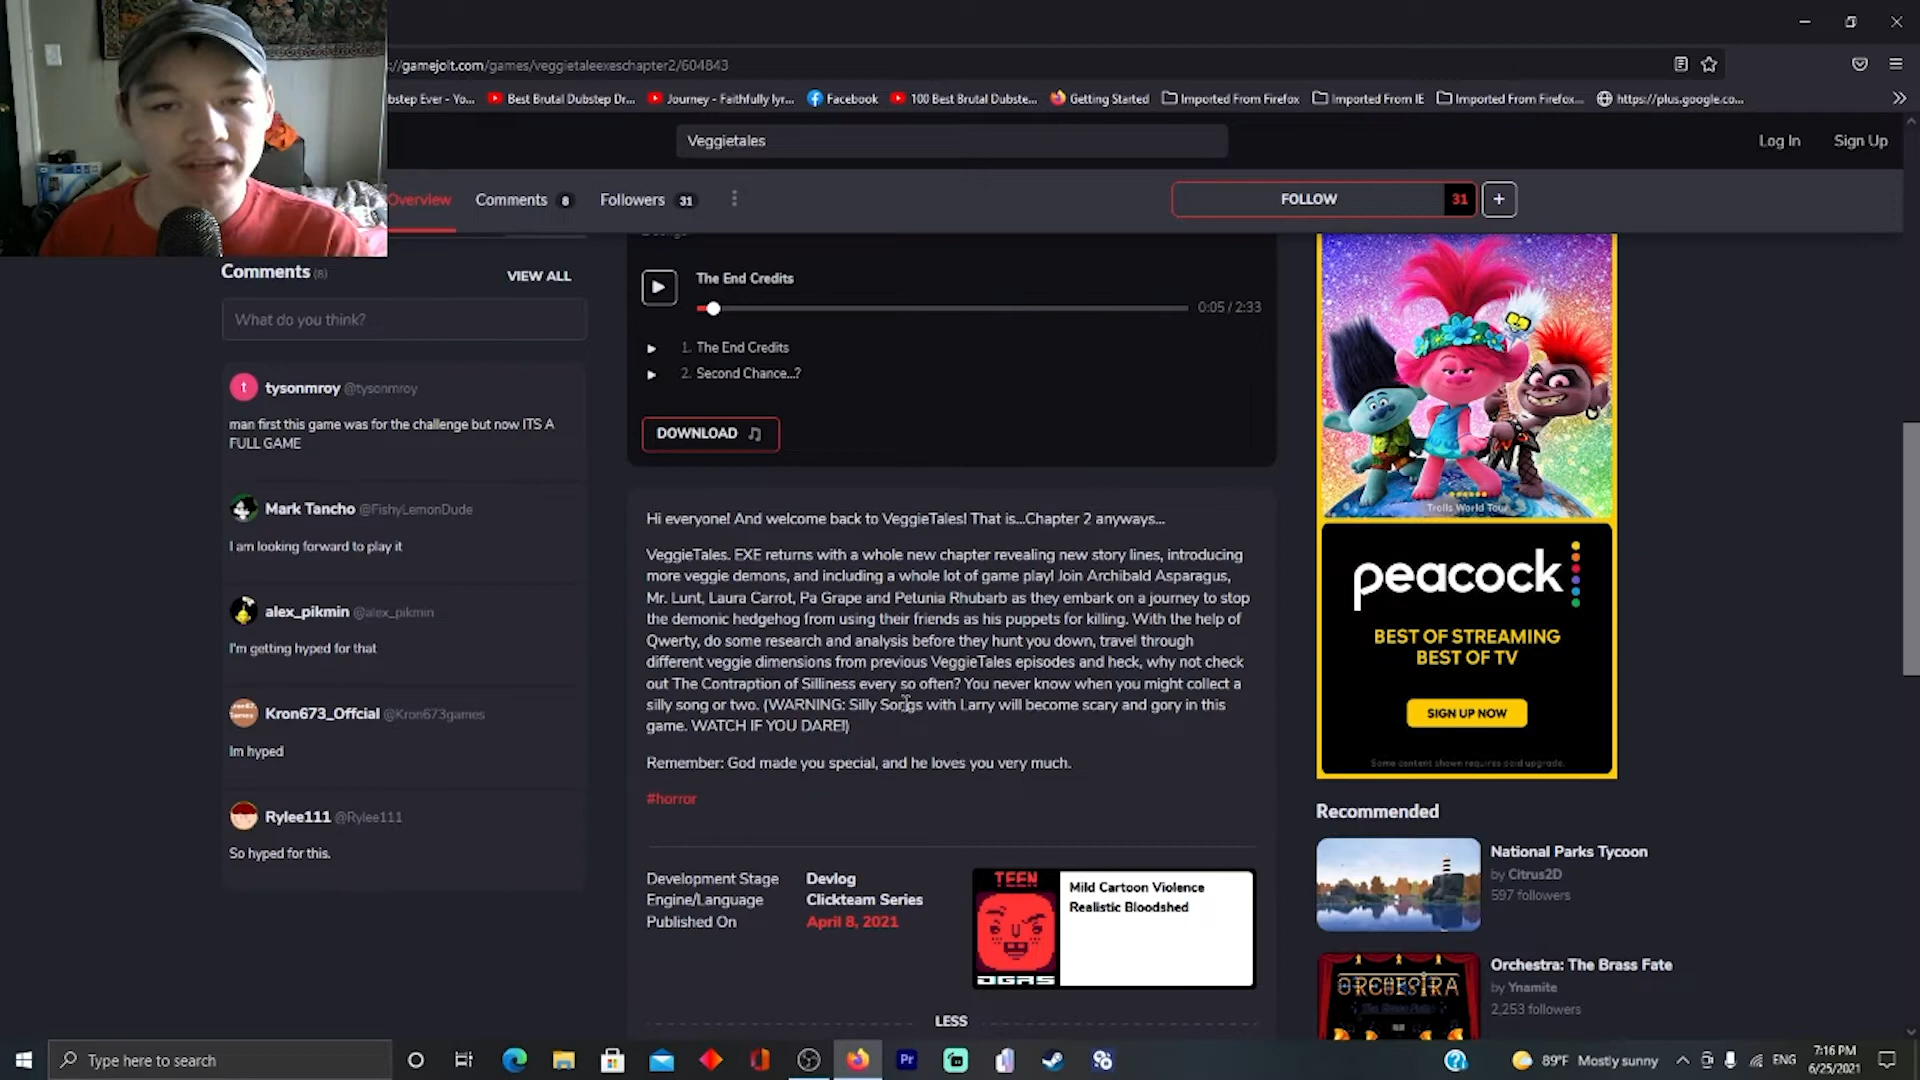 ://gamejolt.com/games/veggietaleexeschapter2/604843
bstep Ever - Yo... Best Brutal Dubstep Dr... Journey - Faithfully lyr... Facebook 100 Best Brutal Dubste... Getting Started Imported From Firefox Imported From IE Imported From Firefox... https://plus.google.co...
Veggietales
Log In Sign Up
Overview Comments 8 Followers 31
FOLLOW 31 +
Comments (8) VIEW ALL
What do you think?
tysonmroy @tysonmroy
man first this game was for the challenge but now ITS A
FULL GAME
Mark Tancho @FishyLemonDude
I am looking forward to play it
alex_pikmin @alex_pikmin
I'm getting hyped for that
Kron673_Offcial @Kron673games
Im hyped
Rylee111 @Rylee111
So hyped for this.
The End Credits
0:05 / 2:33
1. The End Credits
2. Second Chance...?
DOWNLOAD
Hi everyone! And welcome back to VeggieTales! That is...Chapter 2 anyways...
VeggieTales. EXE returns with a whole new chapter revealing new story lines, introducing
more veggie demons, and including a whole lot of game play! Join Archibald Asparagus,
Mr. Lunt, Laura Carrot, Pa Grape and Petunia Rhubarb as they embark on a journey to stop
the demonic hedgehog from using their friends as his puppets for killing. With the help of
Qwerty, do some research and analysis before they hunt you down, travel through
different veggie dimensions from previous VeggieTales episodes and heck, why not check
out The Contraption of Silliness every so often? You never know when you might collect a
silly song or two. (WARNING: Silly Songs with Larry will become scary and gory in this
game. WATCH IF YOU DARE!)
Remember: God made you special, and he loves you very much.
#horror
Development Stage Devlog
Engine/Language Clickteam Series
Published On April 8, 2021
TEEN
DGRS
Mild Cartoon Violence
Realistic Bloodshed
LESS
Trolls World Tour
peacock
BEST OF STREAMING
BEST OF TV
SIGN UP NOW
Some content shown requires paid upgrade.
Recommended
National Parks Tycoon
by Citrus2D
597 followers
ORCHESTRA
Orchestra: The Brass Fate
by Ynamite
2,253 followers
Type here to search
Pr
89°F Mostly sunny
ENG
7:16 PM
6/25/2021